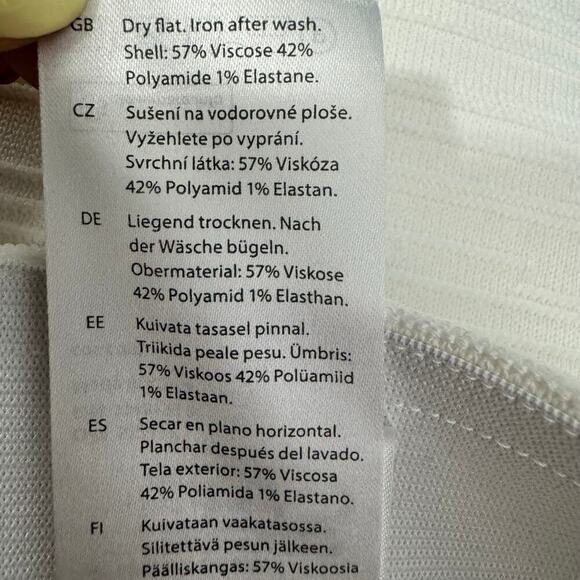 GB Dry flat. Iron after wash.
Shell: 57% Viscose 42%
Polyamide 1% Elastane.
CZ Sušení na vodorovné ploše.
Vyžehlete po vyprání.
Svrchní látka: 57% Viskóza
42% Polyamid 1% Elastan.
DE Liegend trocknen. Nach
der Wäsche bügeln.
Obermaterial: 57% Viskose
42% Polyamid 1% Elasthan.
EE Kuivata tasasel pinnal.
Triikida peale pesu. Ümbris:
57% Viskoos 42% Polüamiid
1% Elastaan.
ES Secar en plano horizontal.
Planchar después del lavado.
Tela exterior: 57% Viscosa
42% Poliamida 1% Elastano.
FI Kuivataan vaakatasossa.
Silitettävä pesun jälkeen.
Päälliskangas: 57% Viskoosia